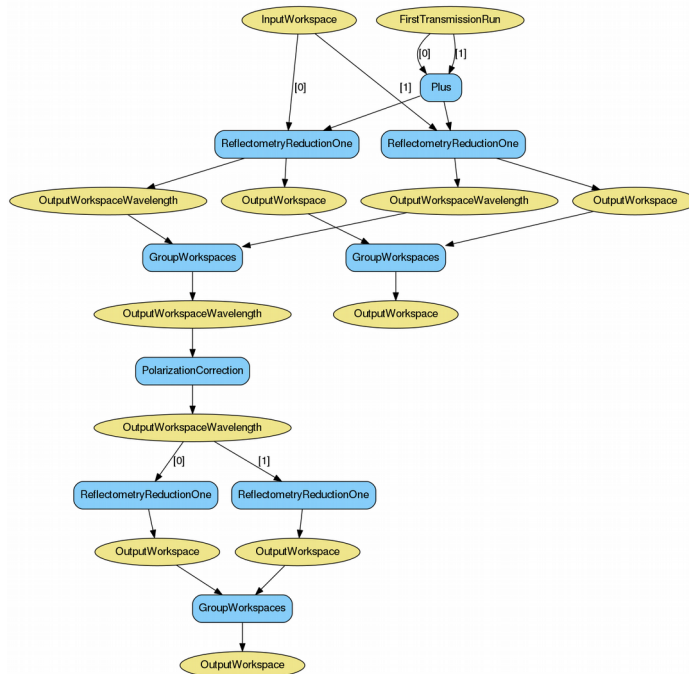 InputWorkspace
FirstTransmissionRun
[0]
[1]
[0]
[1]
Plus
ReflectometryReductionOne
ReflectometryReductionOne
OutputWorkspaceWavelength
OutputWorkspace
OutputWorkspaceWavelength
OutputWorkspace
GroupWorkspaces
GroupWorkspaces
OutputWorkspaceWavelength
OutputWorkspace
PolarizationCorrection
OutputWorkspaceWavelength
[0]
[1]
ReflectometryReductionOne
ReflectometryReductionOne
OutputWorkspace
OutputWorkspace
GroupWorkspaces
OutputWorkspace